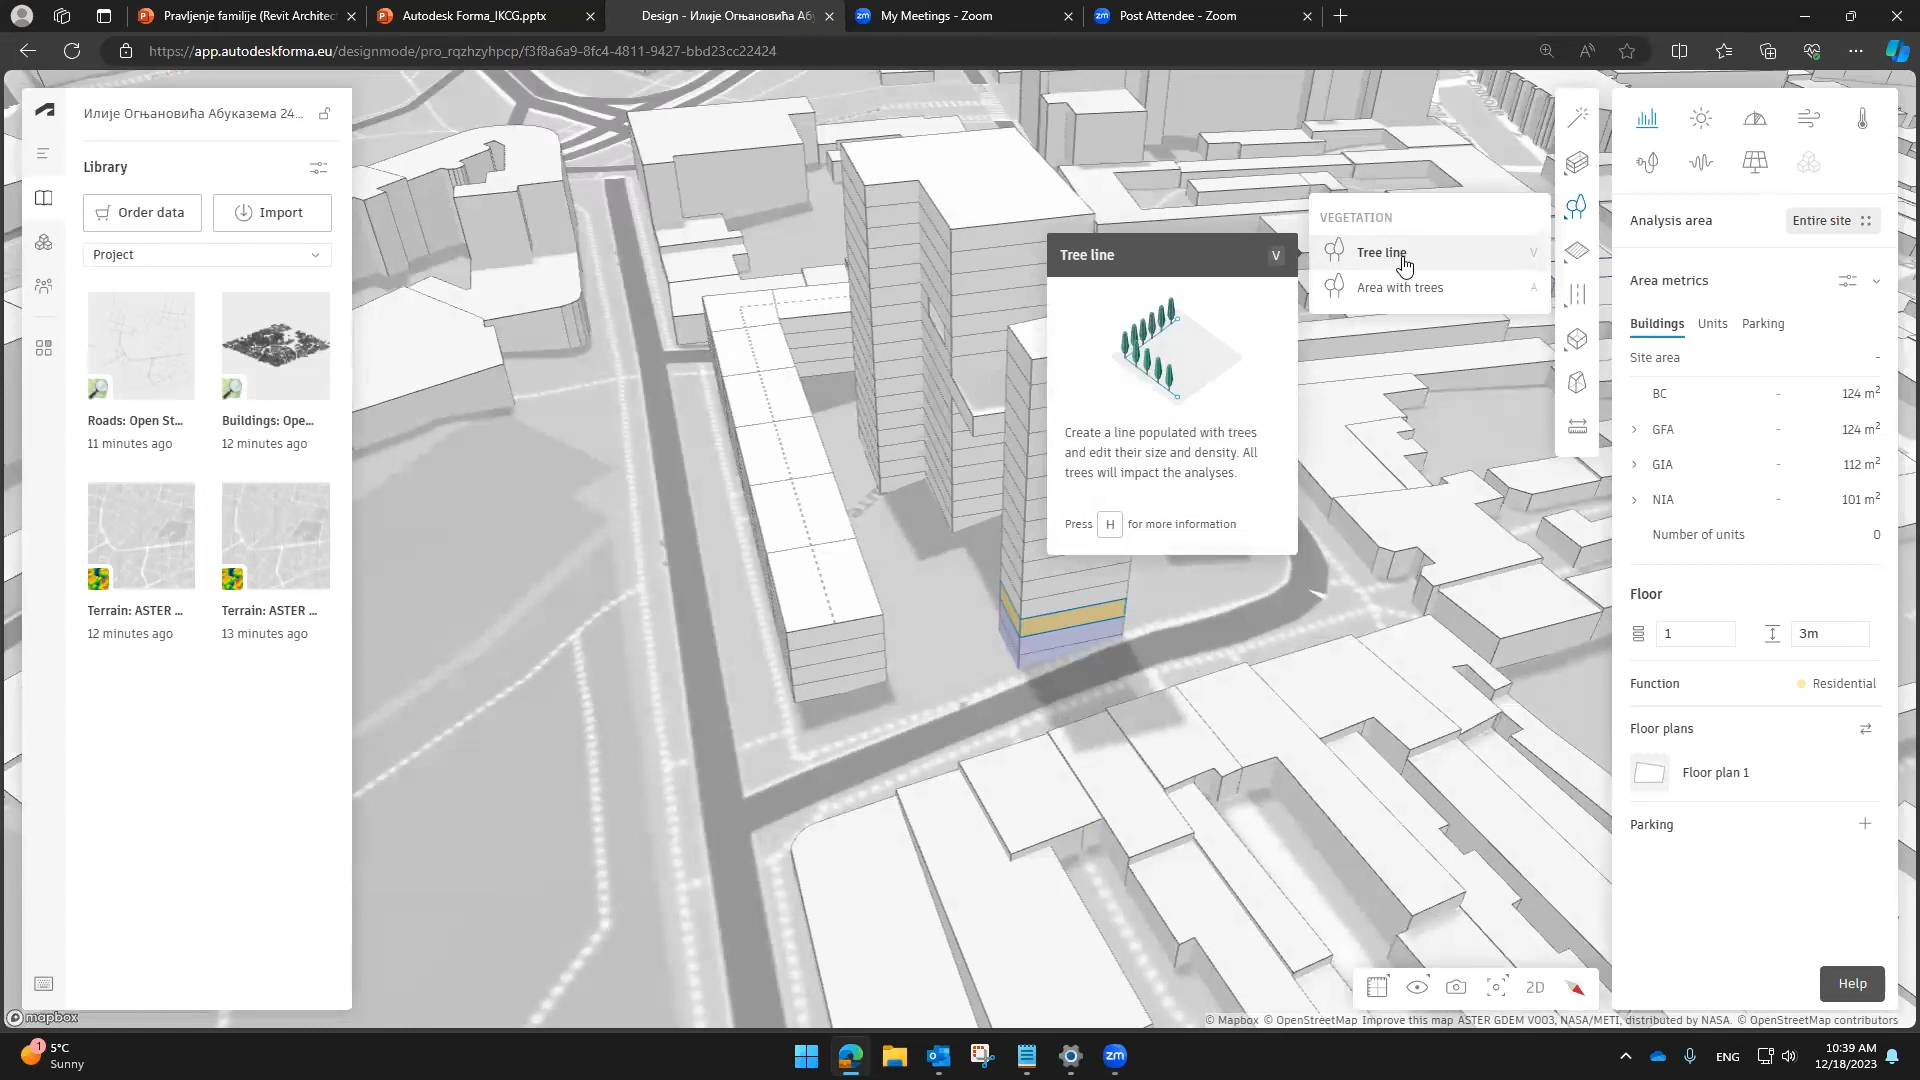 Pravljenje familije (Revit Architec
Autodesk Forma_IKCG.pptx
Design - Илије Огњановића Аб
My Meetings - Zoom
Post Attendee - Zoom
https://app.autodeskforma.eu/designmode/pro_rqzhzyhpcp/f3f8a6a9-8fc4-4811-9427-bbd23cc22424
Илије Огњановића Абуказема 24...
Library
Order data
Import
Project
Roads: Open St...
11 minutes ago
Buildings: Ope...
12 minutes ago
Terrain: ASTER ...
12 minutes ago
Terrain: ASTER ...
13 minutes ago
mapbox
Tree line V
Create a line populated with trees
and edit their size and density. All
trees will impact the analyses.
Press H for more information
VEGETATION
Tree line V
Area with trees A
Analysis area Entire site
Area metrics
Buildings Units Parking
Site area -
BC - 124 m²
GFA - 124 m²
GIA - 112 m²
NIA - 101 m²
Number of units 0
Floor
1 3m
Function Residential
Floor plans
Floor plan 1
Parking
Help
2D
© Mapbox © OpenStreetMap Improve this map ASTER GDEM V003, NASA/METI, distributed by NASA. © OpenStreetMap contributors
1
5°C
Sunny
zm
ENG
10:39 AM
12/18/2023